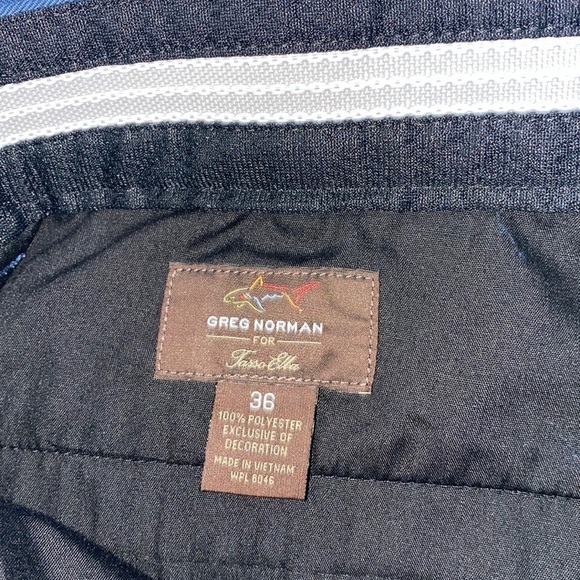 GREG NORMAN
FOR
Tasso Elba
36
100% POLYESTER
EXCLUSIVE OF
DECORATION
MADE IN VIETNAM
WPL 8046